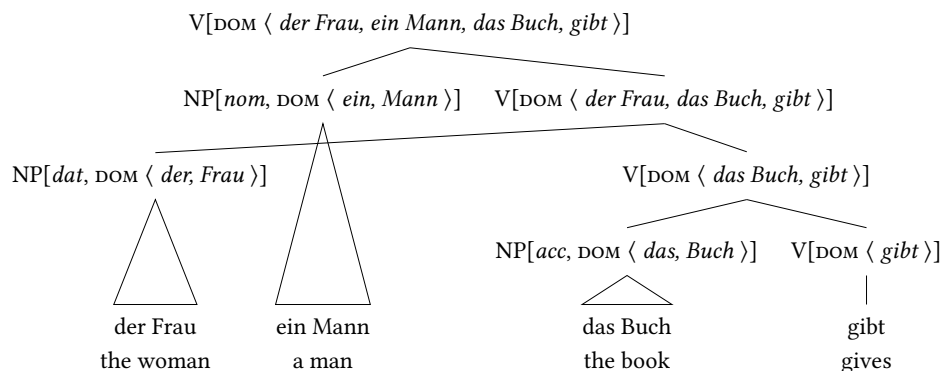 V[DOM ⟨ der Frau, ein Mann, das Buch, gibt ⟩]
NP[nom, DOM ⟨ ein, Mann ⟩] V[DOM ⟨ der Frau, das Buch, gibt ⟩]
NP[dat, DOM ⟨ der, Frau ⟩] V[DOM ⟨ das Buch, gibt ⟩]
NP[acc, DOM ⟨ das, Buch ⟩] V[DOM ⟨ gibt ⟩]
der Frau ein Mann das Buch gibt
the woman a man the book gives